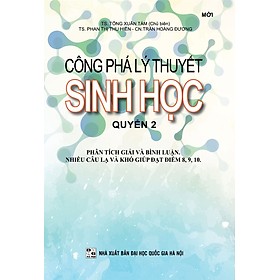 MỚI
TS. TỐNG XUÂN TÁM (Chủ biên)
TS. PHAN THỊ THU HIỀN - CN.TRẦN HOÀNG ĐƯƠNG
CÔNG PHÁ LÝ THUYẾT
SINH HỌC
QUYỂN 2
PHÂN TÍCH GIẢI VÀ BÌNH LUẬN.
NHIỀU CÂU LẠ VÀ KHÓ GIÚP ĐẠT ĐIỂM 8, 9, 10.
NHÀ XUẤT BẢN ĐẠI HỌC QUỐC GIA HÀ NỘI